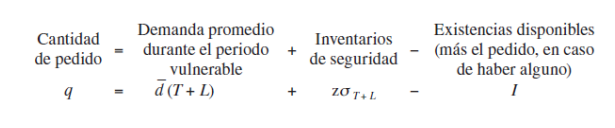 Cantidad de pedido = Demanda promedio durante el periodo vulnerable + Inventarios de seguridad − Existencias disponibles (más el pedido, en caso de haber alguno)
q = d̄ (T + L) + zσ T + L − I